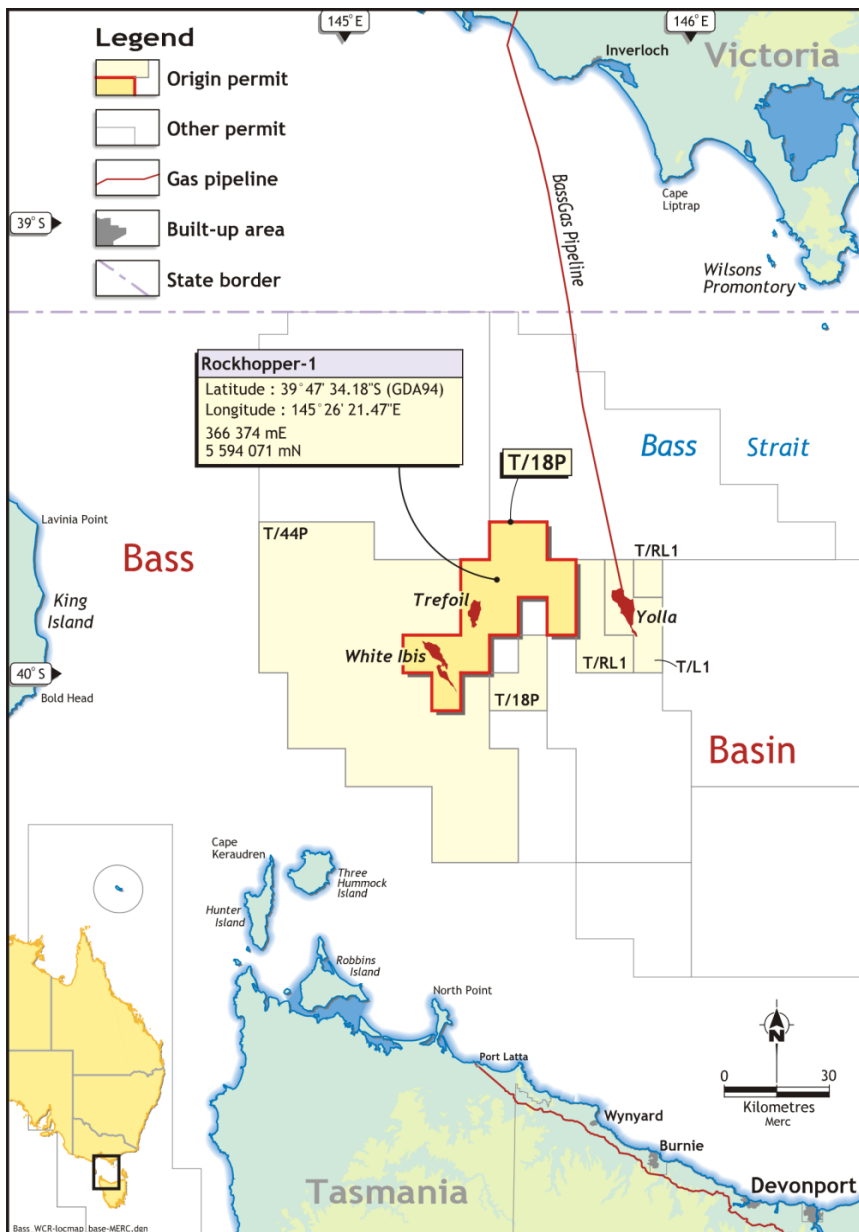 145° E
146° E
Legend
Origin permit
Other permit
Gas pipeline
Built-up area
State border
Inverloch
Victoria
Cape
Liptrap
BassGas Pipeline
39° S
Wilsons
Promontory
Rockhopper-1
Latitude : 39°47' 34.18"S (GDA94)
Longitude : 145°26' 21.47"E
366 374 mE
5 594 071 mN
T/18P
Bass Strait
Lavinia Point
T/44P
Bass
T/RL1
King
Island
Trefoil
Yolla
White Ibis
40° S
T/RL1
T/L1
Bold Head
T/18P
Basin
Cape
Keraudren
Three
Hummock
Island
Hunter
Island
Robbins
Island
North Point
Port Latta
0 30
Kilometres
Merc
Wynyard
Burnie
Devonport
Tasmania
Bass_WCR-locmap_base-MERC.dgn